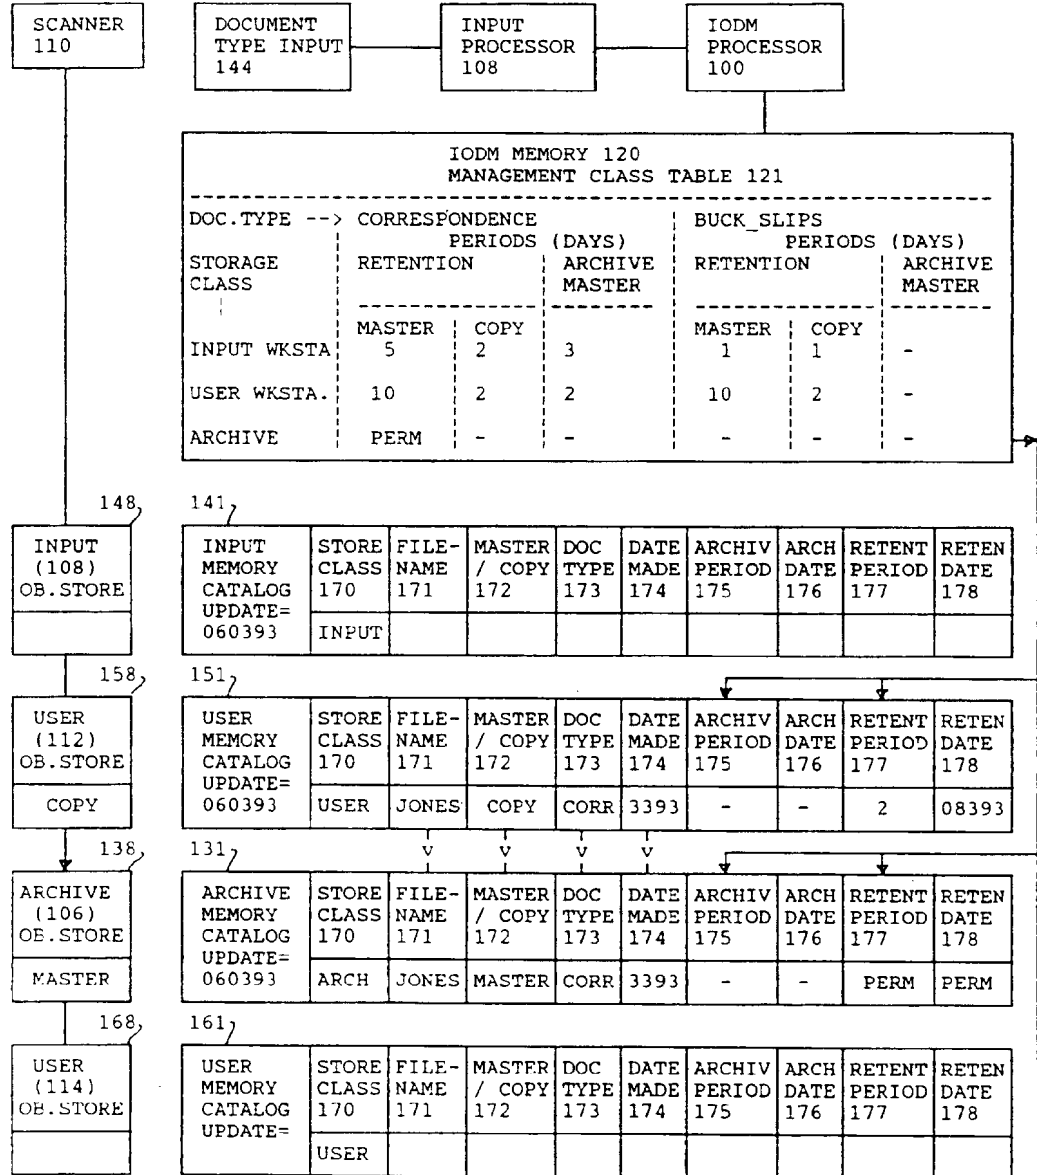 SCANNER
110
DOCUMENT
TYPE INPUT
144
INPUT
PROCESSOR
108
IODM
PROCESSOR
100
IODM MEMORY 120
MANAGEMENT CLASS TABLE 121
DOC.TYPE --> CORRESPONDENCE BUCK_SLIPS
PERIODS (DAYS) PERIODS (DAYS)
STORAGE RETENTION ARCHIVE RETENTION ARCHIVE
CLASS MASTER MASTER
MASTER COPY MASTER COPY
INPUT WKSTA 5 2 3 1 1 -
USER WKSTA. 10 2 2 10 2 -
ARCHIVE PERM - - - - -
148 141
INPUT
(108)
OB.STORE
INPUT
MEMORY
CATALOG
UPDATE=
060393
STORE FILE- MASTER DOC DATE ARCHIV ARCH RETENT RETEN
CLASS NAME / COPY TYPE MADE PERIOD DATE PERIOD DATE
170 171 172 173 174 175 176 177 178
INPUT
158 151
USER
(112)
OB.STORE
COPY
USER
MEMORY
CATALOG
UPDATE=
060393
STORE FILE- MASTER DOC DATE ARCHIV ARCH RETENT RETEN
CLASS NAME / COPY TYPE MADE PERIOD DATE PERIOD DATE
170 171 172 173 174 175 176 177 178
USER JONES COPY CORR 3393 - - 2 08393
v v v v
138 131
ARCHIVE
(106)
OB.STORE
MASTER
ARCHIVE
MEMORY
CATALOG
UPDATE=
060393
STORE FILE- MASTER DOC DATE ARCHIV ARCH RETENT RETEN
CLASS NAME / COPY TYPE MADE PERIOD DATE PERIOD DATE
170 171 172 173 174 175 176 177 178
ARCH JONES MASTER CORR 3393 - - PERM PERM
168 161
USER
(114)
OB.STORE
USER
MEMORY
CATALOG
UPDATE=
STORE FILE- MASTER DOC DATE ARCHIV ARCH RETENT RETEN
CLASS NAME / COPY TYPE MADE PERIOD DATE PERIOD DATE
170 171 172 173 174 175 176 177 178
USER